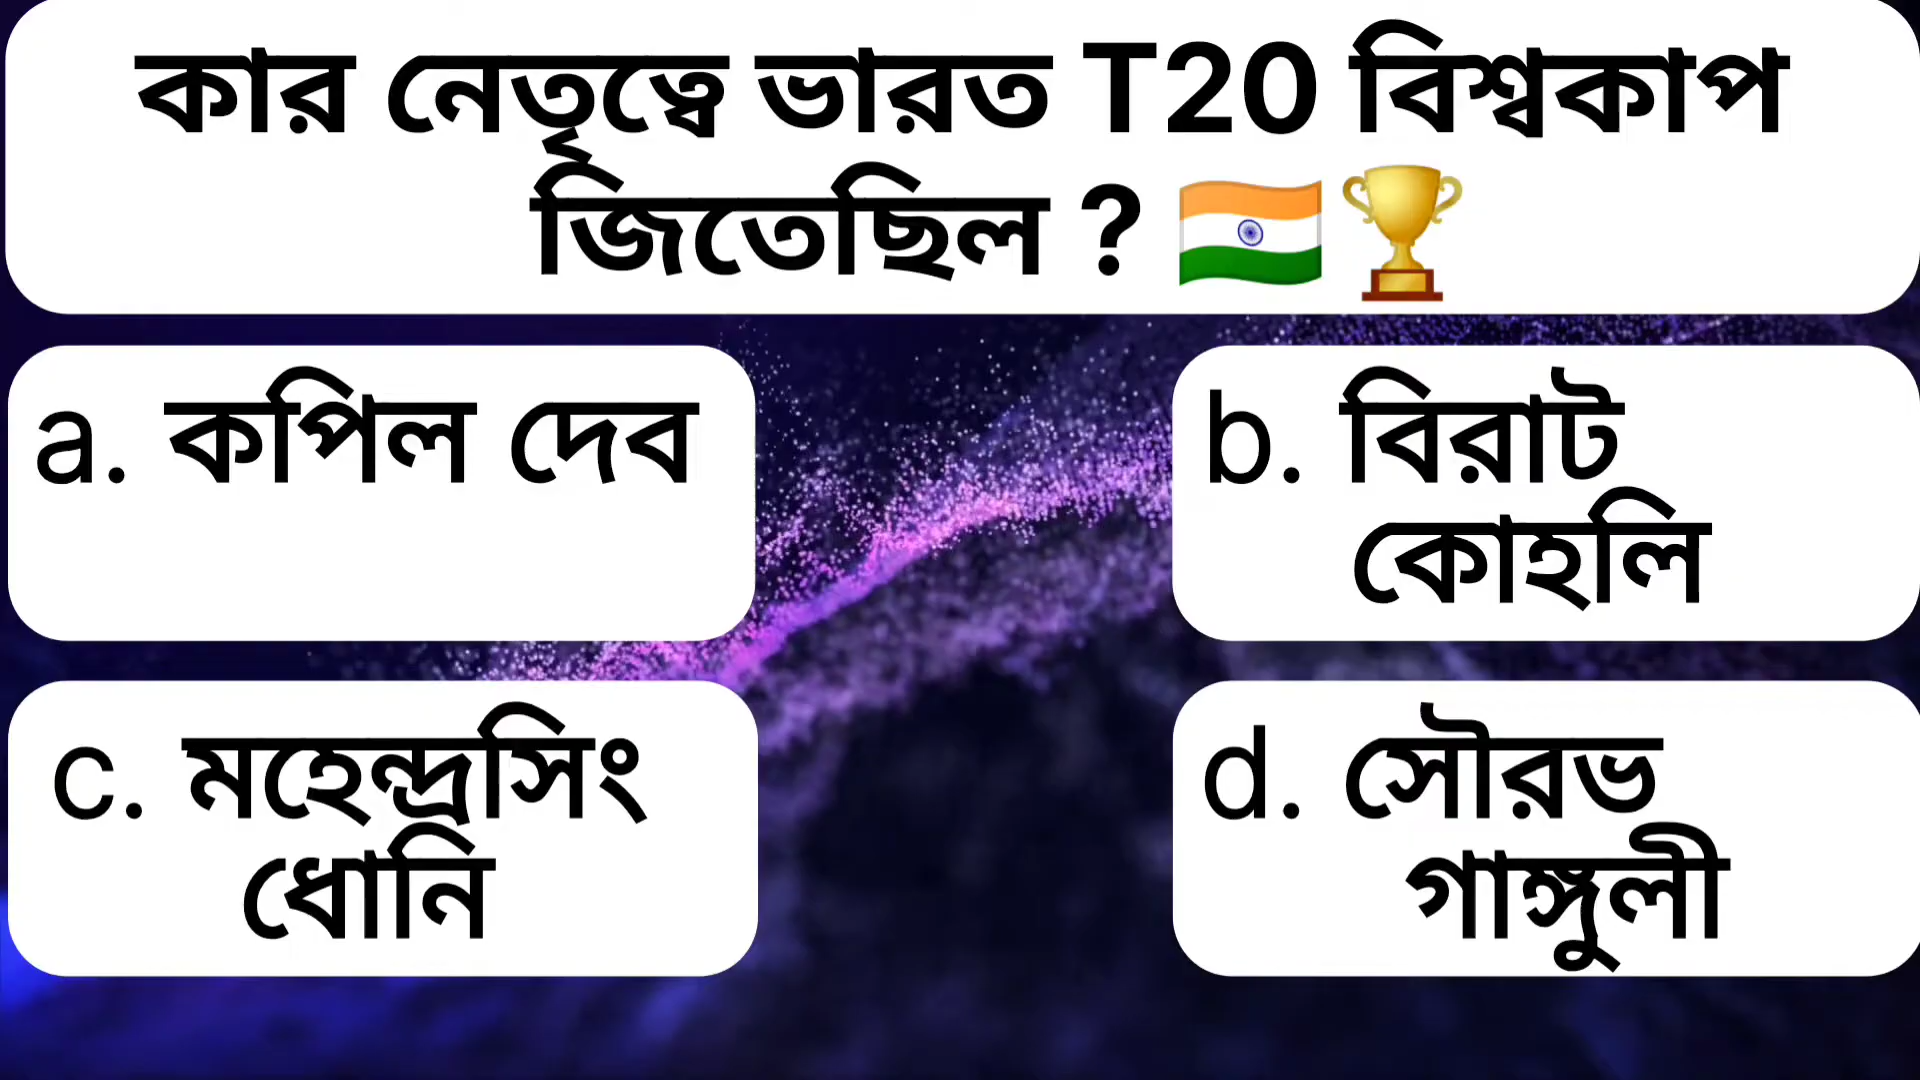 কার নেতৃত্বে ভারত T20 বিশ্বকাপ
জিতেছিল ? 🇮🇳🏆
a. কপিল দেব
b. বিরাট
কোহলি
c. মহেন্দ্রসিং
ধোনি
d. সৌরভ
গাঙ্গুলী